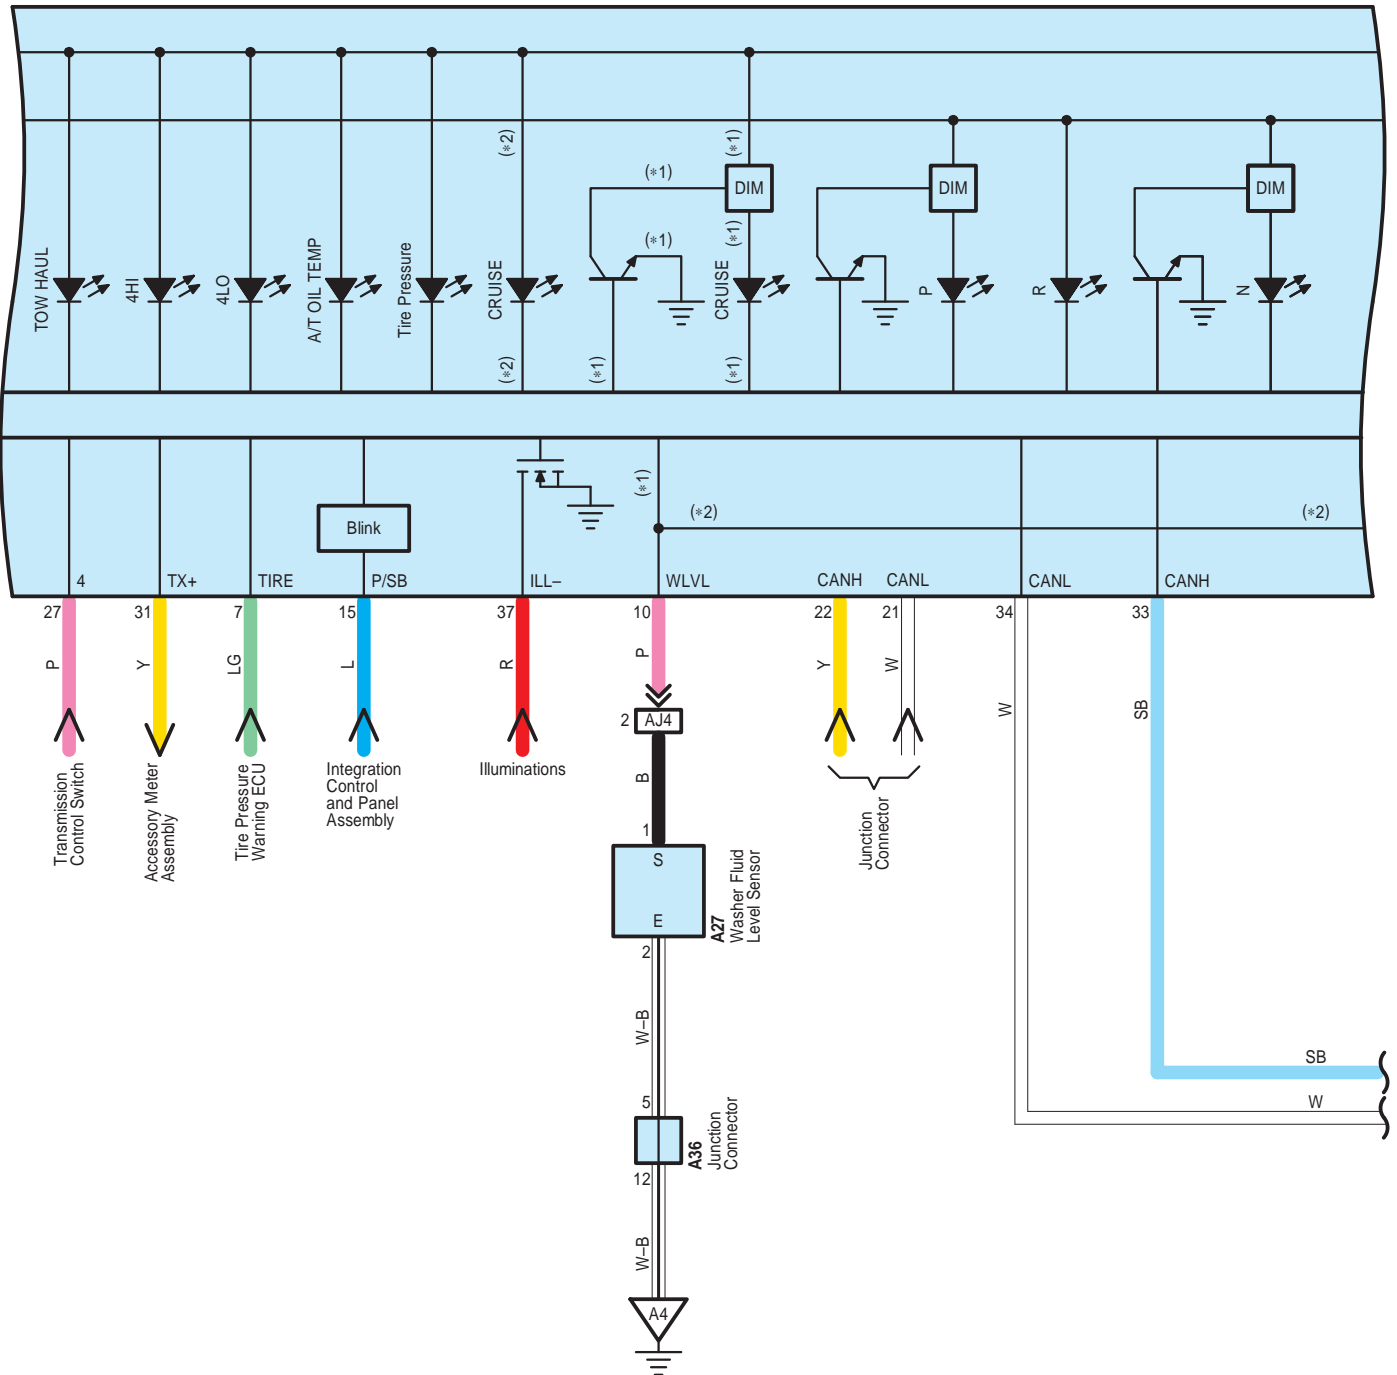 (*2)
(*1)
(*1)
DIM
DIM
DIM
(*1)
(*1)
TOW HAUL
4HI
4LO
A/T OIL TEMP
Tire Pressure
CRUISE
CRUISE
P
R
N
(*2)
(*1)
(*1)
(*1)
(*2)
(*2)
Blink
4
TX+
TIRE
P/SB
ILL–
WLVL
CANH
CANL
CANL
CANH
27
31
7
15
37
10
22
21
34
33
P
Y
LG
L
R
P
Y
W
W
SB
2
AJ4
Transmission
Control Switch
Accessory Meter
Assembly
Tire Pressure
Warning ECU
Integration
Control
and Panel
Assembly
Illuminations
B
Junction
Connector
1
S
E
A27
Washer Fluid
Level Sensor
2
W–B
SB
W
5
A36
Junction
Connector
12
W–B
A4